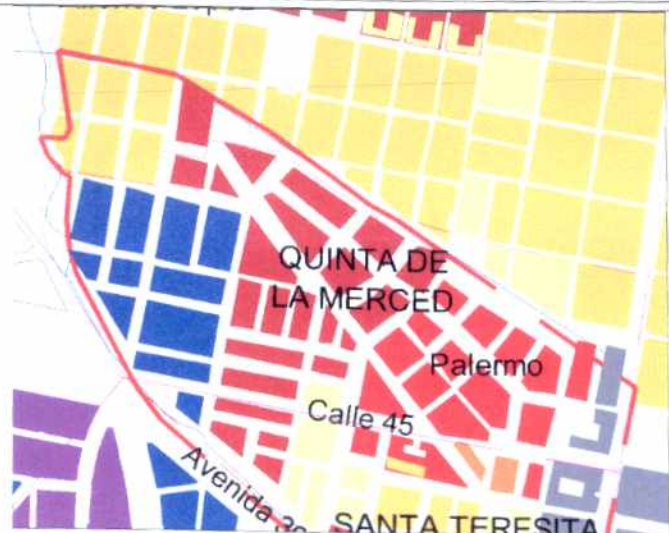 QUINTA DE
LA MERCED
Palermo
Calle 45
Avenida
SANTA TERESITA